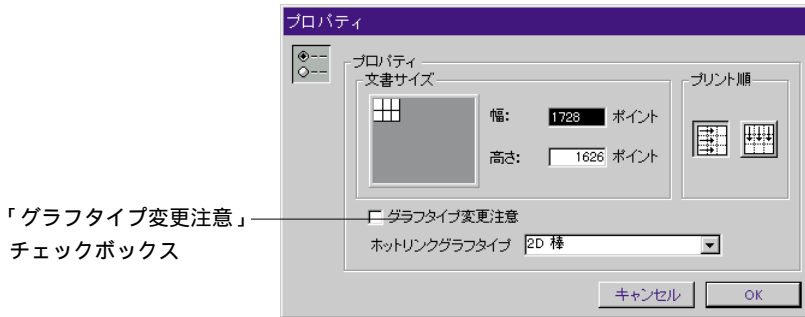 プロパティ
プロパティ
文書サイズ
幅: 1728 ポイント
高さ: 1626 ポイント
プリント順
「グラフタイプ変更注意」
チェックボックス
グラフタイプ変更注意
ホットリンクグラフタイプ 2D 棒
キャンセル
OK